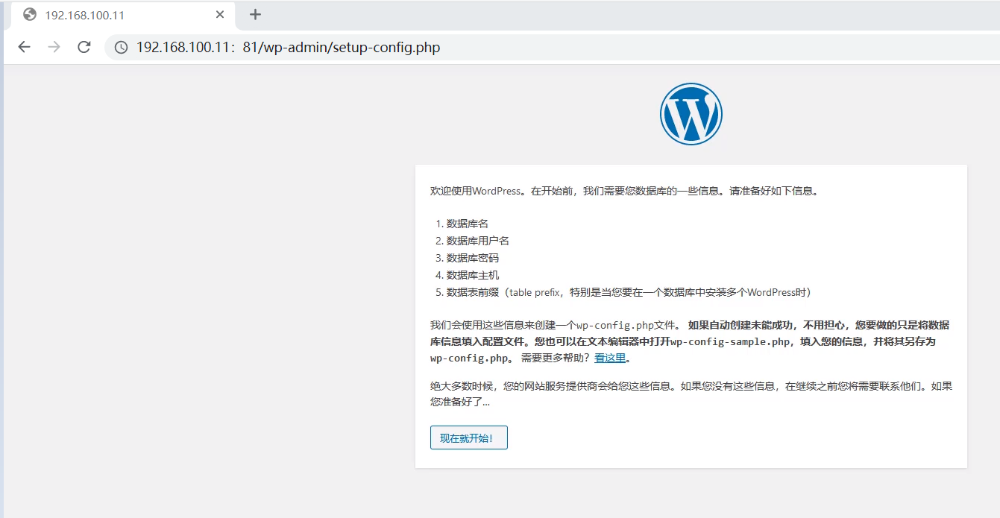 192.168.100.11
192.168.100.11：81/wp-admin/setup-config.php
欢迎使用WordPress。在开始前，我们需要您数据库的一些信息。请准备好如下信息。
1. 数据库名
2. 数据库用户名
3. 数据库密码
4. 数据库主机
5. 数据表前缀（table prefix，特别是当您要在一个数据库中安装多个WordPress时）
我们会使用这些信息来创建一个wp-config.php文件。 如果自动创建未能成功，不用担心，您要做的只是将数据
库信息填入配置文件。您也可以在文本编辑器中打开wp-config-sample.php，填入您的信息，并将其另存为
wp-config.php。 需要更多帮助？看这里。
绝大多数时候，您的网站服务提供商会给您这些信息。如果您没有这些信息，在继续之前您将需要联系他们。如果
您准备好了…
现在就开始！